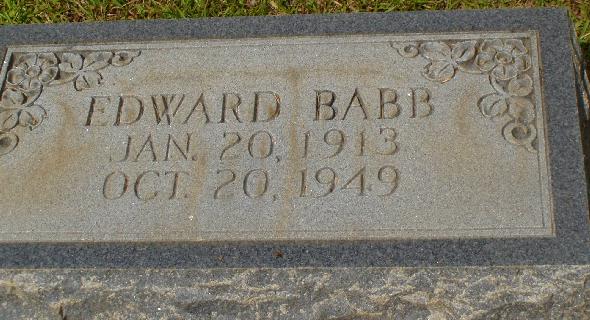 EDWARD BABB
JAN. 20, 1913
OCT. 20, 1949